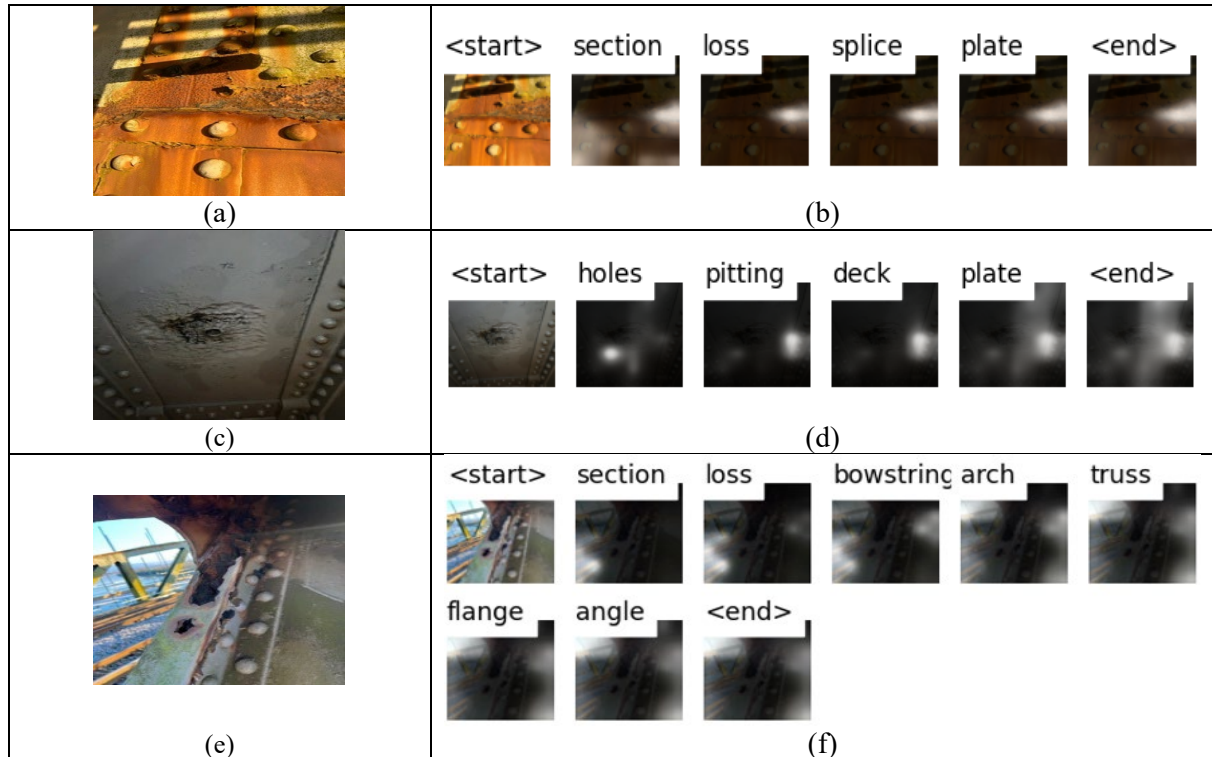 <start> section loss splice plate <end>
(a) (b)
<start> holes pitting deck plate <end>
(c) (d)
<start> section loss bowstring arch truss
flange angle <end>
(e) (f)